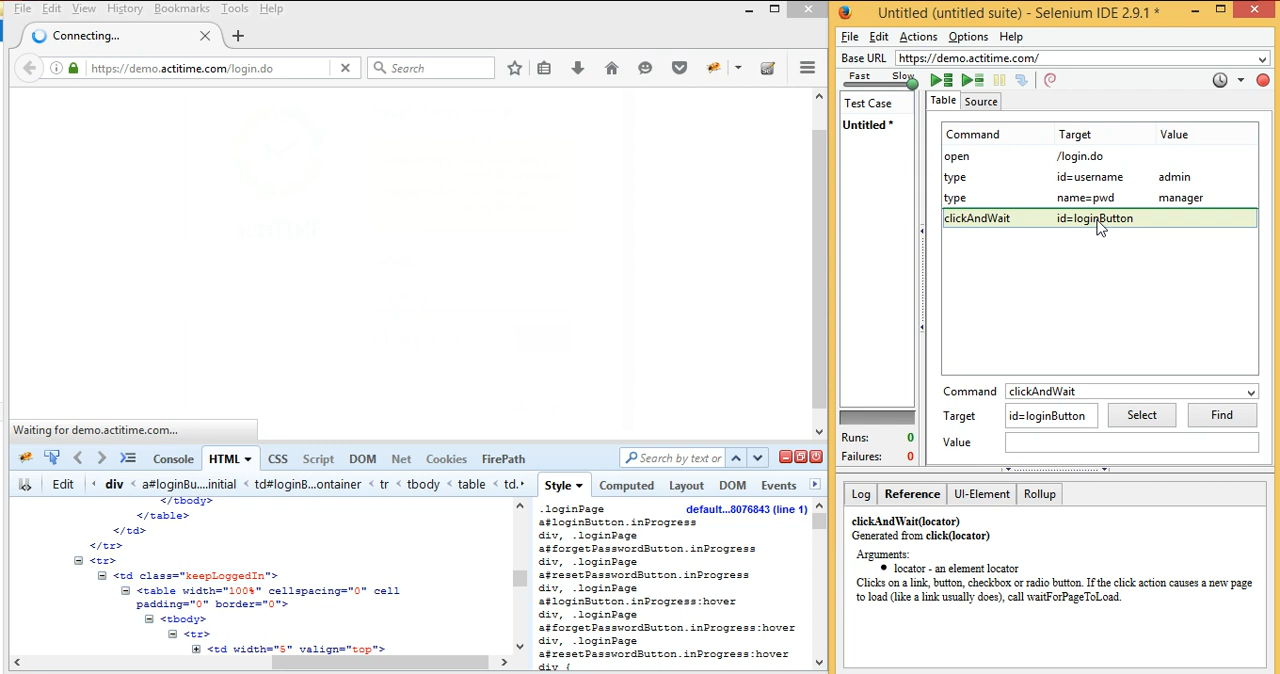 File Edit View History Bookmarks Tools Help
Connecting...
https://demo.actitime.com/login.do
Search
Waiting for demo.actitime.com...
Console HTML CSS Script DOM Net Cookies FirePath
Search by text or
Edit div a#loginBu....initial td#loginB...ontainer tr tbody table td.
</tbody>
</table>
</td>
</tr>
<tr>
<td class="keepLoggedIn">
<table width="100%" cellspacing="0" cell
padding="0" border="0">
<tbody>
<tr>
<td width="5" valign="top">
Style Computed Layout DOM Events
.loginPage default...8076843 (line 1)
a#loginButton.inProgress
div, .loginPage
a#forgetPasswordButton.inProgress
div, .loginPage
a#resetPasswordButton.inProgress
div, .loginPage
a#loginButton.inProgress:hover
div, .loginPage
a#forgetPasswordButton.inProgress:hover
div, .loginPage
a#resetPasswordButton.inProgress:hover
div {
Untitled (untitled suite) - Selenium IDE 2.9.1 *
File Edit Actions Options Help
Base URL https://demo.actitime.com/
Fast Slow
Test Case
Untitled *
Table Source
Command Target Value
open /login.do
type id=username admin
type name=pwd manager
clickAndWait id=loginButton
Command clickAndWait
Target id=loginButton Select Find
Value
Runs: 0
Failures: 0
Log Reference UI-Element Rollup
clickAndWait(locator)
Generated from click(locator)
Arguments:
• locator - an element locator
Clicks on a link, button, checkbox or radio button. If the click action causes a new page
to load (like a link usually does), call waitForPageToLoad.